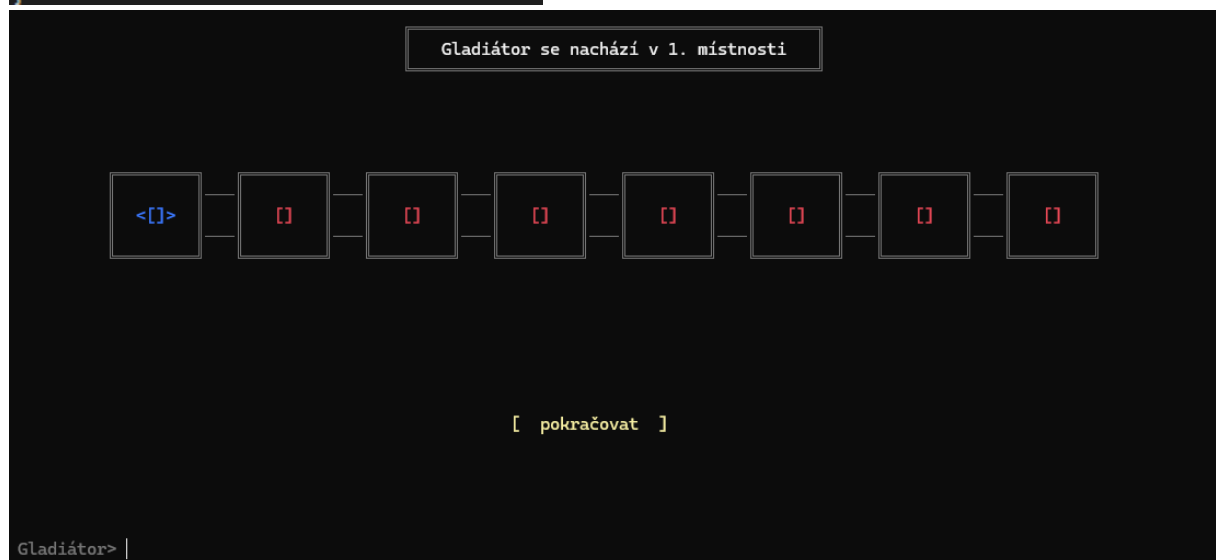 Gladiátor se nachází v 1. místnosti
<[]> [] [] [] [] [] [] []
[ pokračovat ]
Gladiátor>